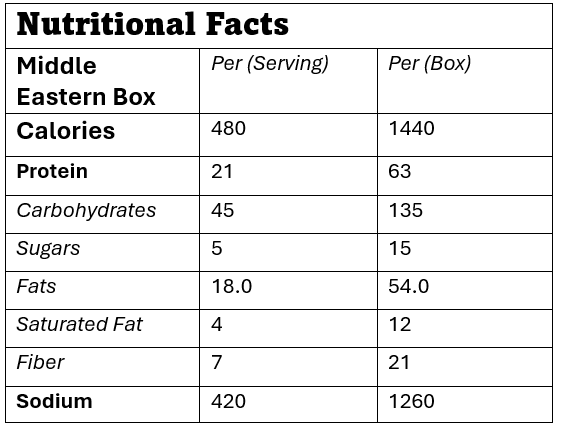 Nutritional Facts
Middle Eastern Box Per (Serving) Per (Box)
Calories 480 1440
Protein 21 63
Carbohydrates 45 135
Sugars 5 15
Fats 18.0 54.0
Saturated Fat 4 12
Fiber 7 21
Sodium 420 1260